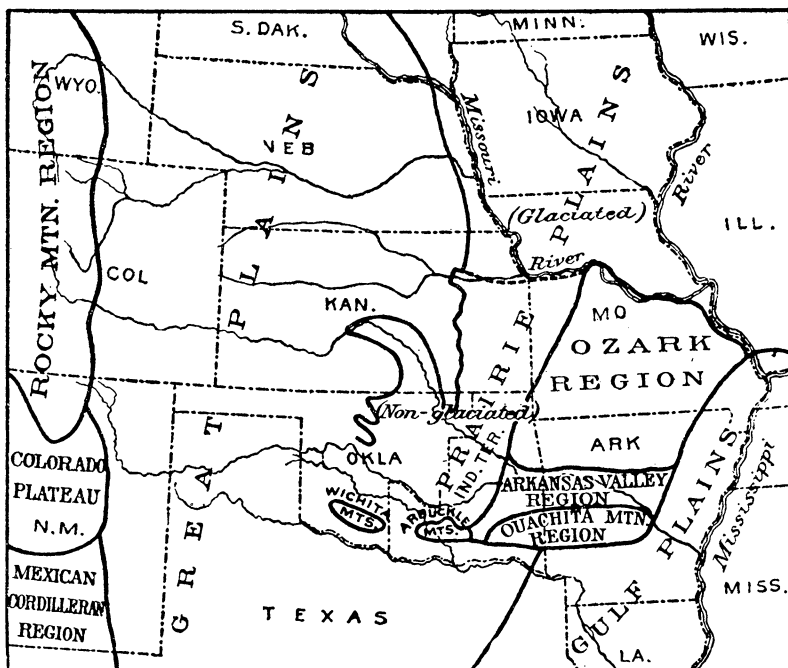 S. DAK.
MINN.
WIS.
WYO.
IOWA
NEB
Missouri
River
(Glaciated)
ILL.
ROCKY MTN. REGION
COL
River
KAN.
MO
OZARK
REGION
GREAT PLAINS
PRAIRIE PLAINS
(Non-glaciated)
OKLA
IND. TER.
ARK
COLORADO
PLATEAU
N.M.
ARKANSAS VALLEY
REGION
WICHITA
MTS.
ARBUCKLE
MTS.
OUACHITA MTN.
REGION
GULF PLAINS
Mississippi
MEXICAN
CORDILLERAN
REGION
TEXAS
MISS.
LA.